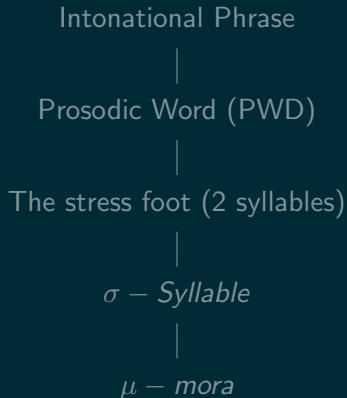 Intonational Phrase
Prosodic Word (PWD)
The stress foot (2 syllables)
σ − Syllable
μ − mora